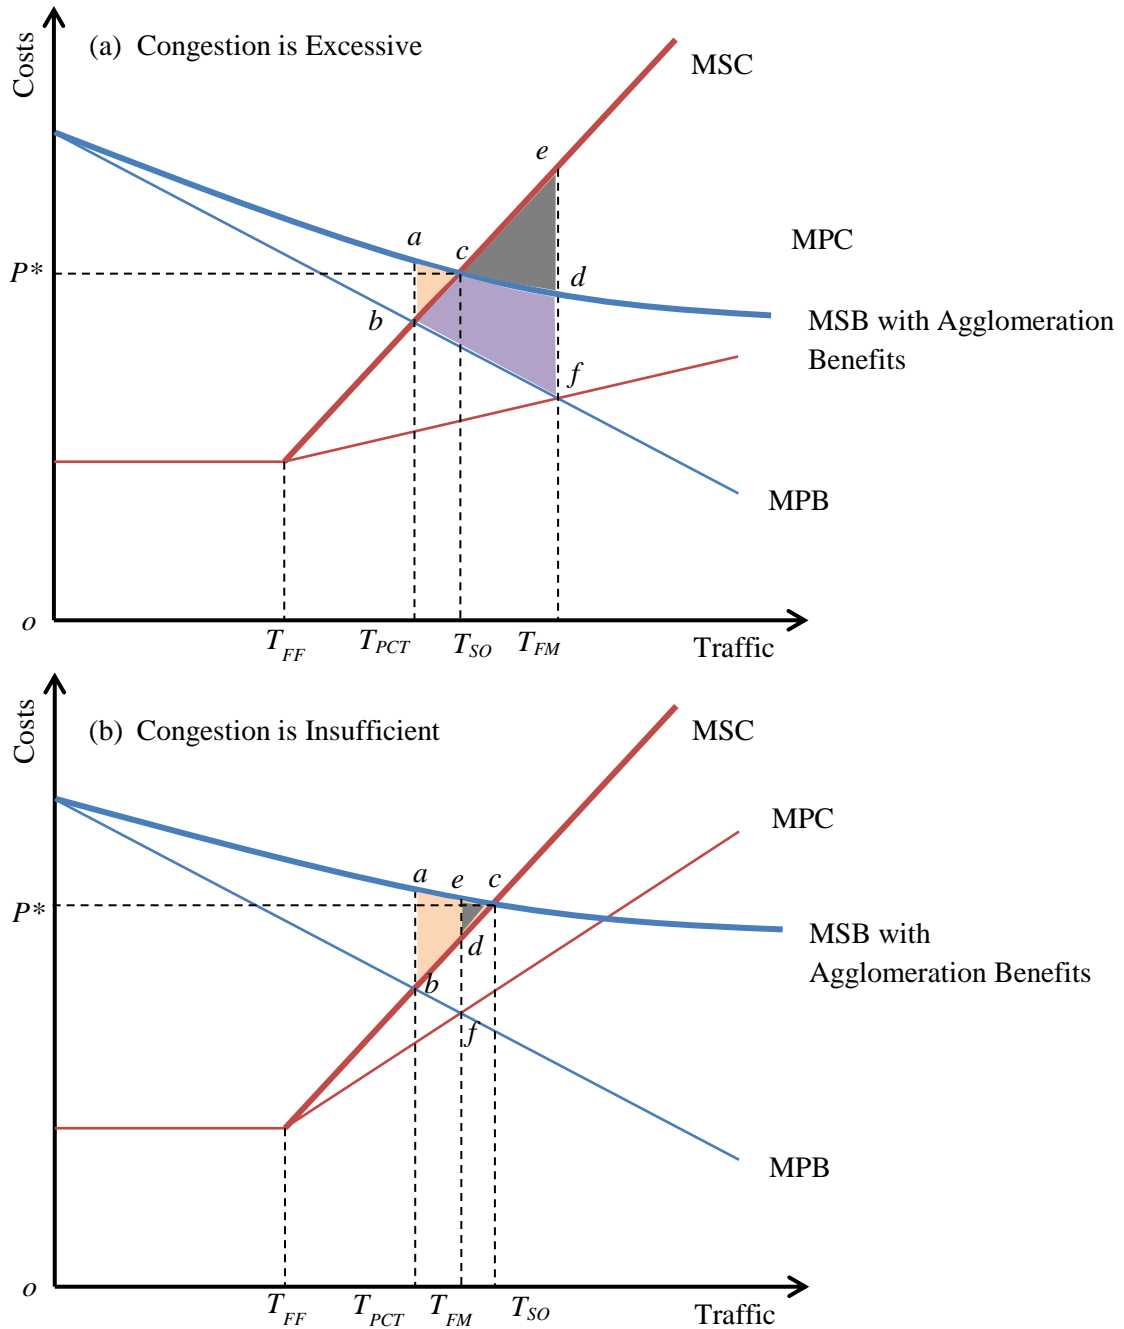 (a) Congestion is Excessive
Costs
MSC
e
MPC
a
c
P*
d
b
MSB with Agglomeration
Benefits
f
MPB
o
T_FF
T_PCT
T_SO
T_FM
Traffic
(b) Congestion is Insufficient
Costs
MSC
MPC
a
e
c
P*
d
MSB with
Agglomeration Benefits
b
f
MPB
o
T_FF
T_PCT
T_FM
T_SO
Traffic